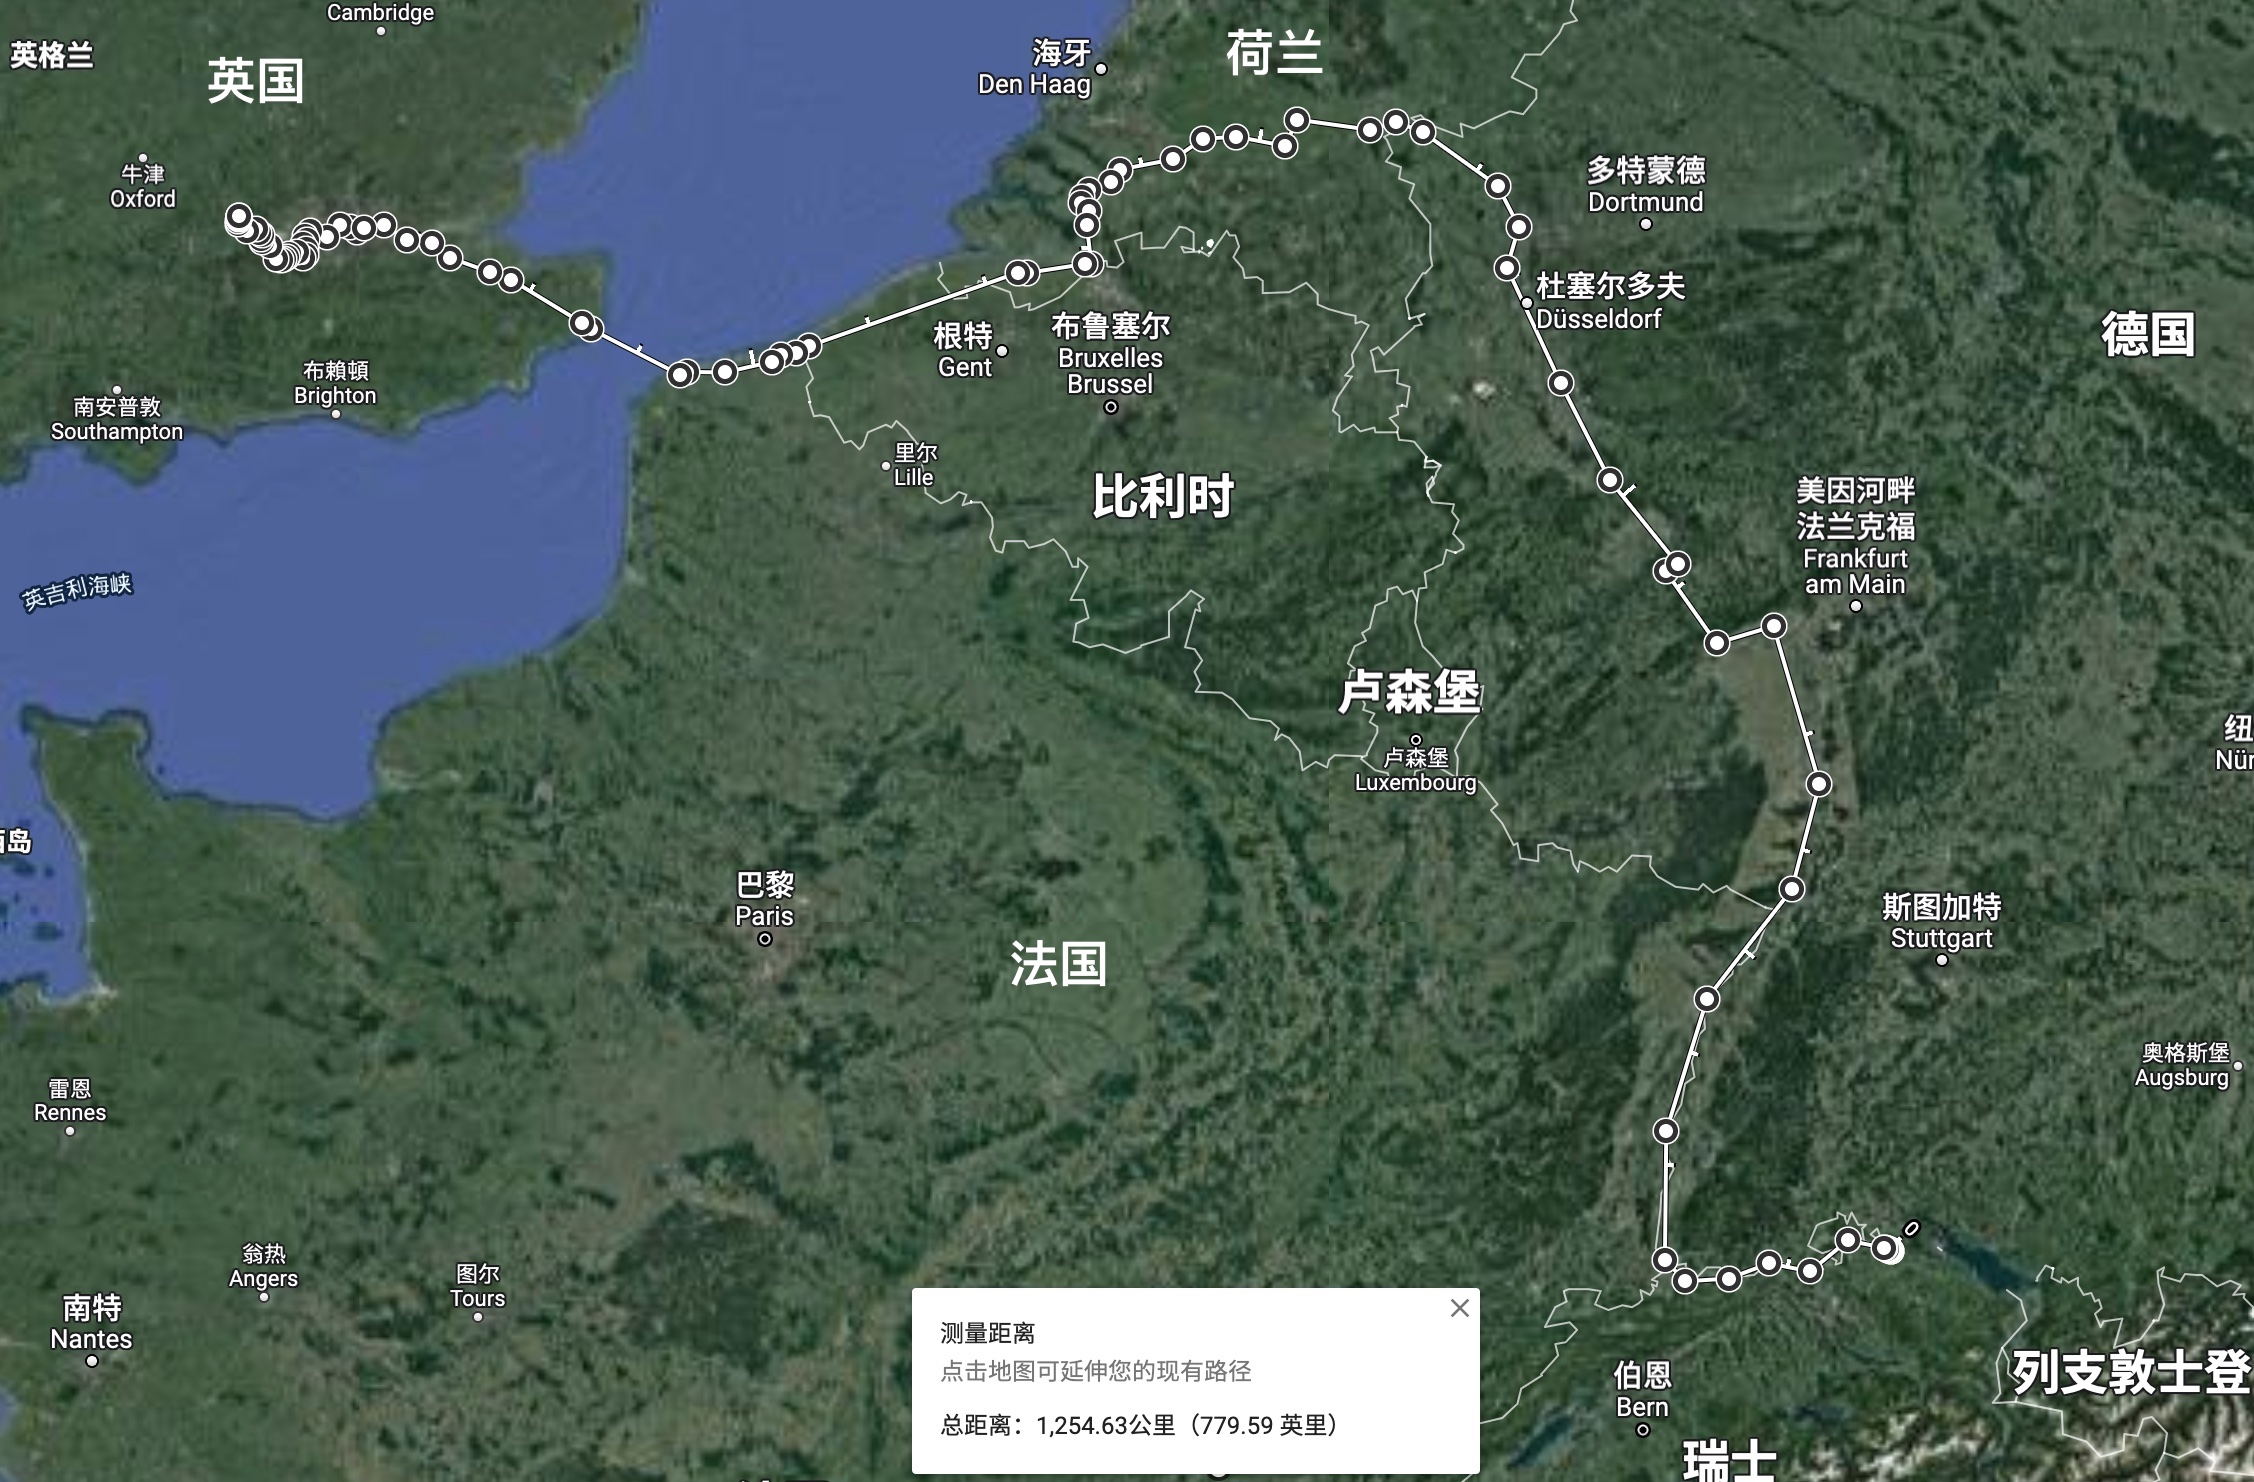 Cambridge
英格兰
英国
海牙
Den Haag
荷兰
牛津
Oxford
多特蒙德
Dortmund
杜塞尔多夫
Düsseldorf
根特
Gent
布鲁塞尔
Bruxelles
Brussel
德国
布赖顿
Brighton
南安普敦
Southampton
里尔
Lille
比利时
美因河畔
法兰克福
Frankfurt
am Main
英吉利海峡
卢森堡
卢森堡
Luxembourg
巴黎
Paris
法国
斯图加特
Stuttgart
奥格斯堡
Augsburg
雷恩
Rennes
翁热
Angers
图尔
Tours
南特
Nantes
0
测量距离
点击地图可延伸您的现有路径
总距离：1,254.63公里（779.59 英里）
伯恩
Bern
列支敦士登
瑞士